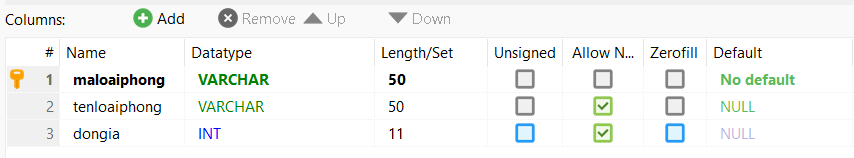 Columns: Add Remove Up Down
# Name Datatype Length/Set Unsigned Allow N... Zerofill Default
1 maloaiphong VARCHAR 50 No default
2 tenloaiphong VARCHAR 50 NULL
3 dongia INT 11 NULL